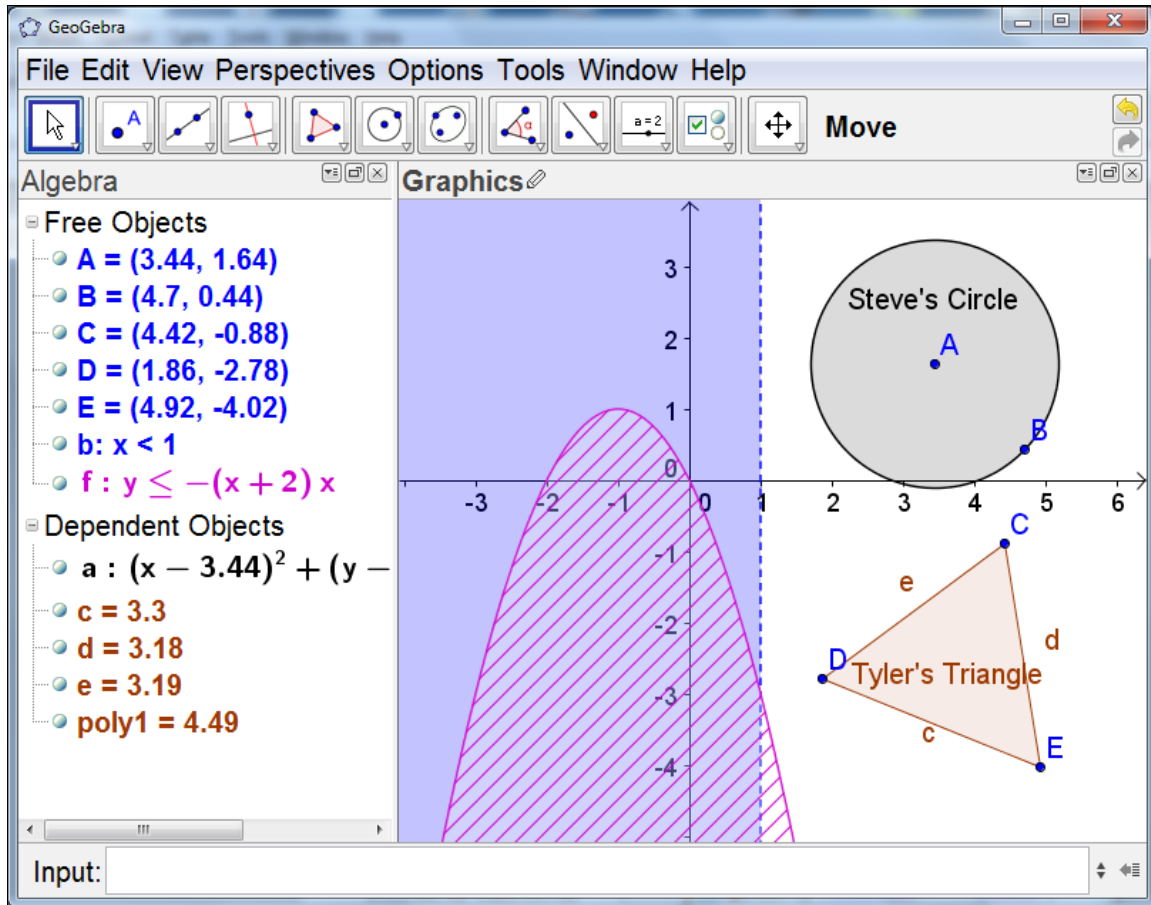 GeoGebra
File Edit View Perspectives Options Tools Window Help
A
α
a=2
Move
Algebra
Graphics
Free Objects
A = (3.44, 1.64)
B = (4.7, 0.44)
C = (4.42, -0.88)
D = (1.86, -2.78)
E = (4.92, -4.02)
b: x < 1
f : y ≤ −(x + 2) x
Dependent Objects
a : (x − 3.44)² + (y −
c = 3.3
d = 3.18
e = 3.19
poly1 = 4.49
3
Steve's Circle
2
A
1
B
0
-3 -2 -1 0 1 2 3 4 5 6
C
-1
e
d
-2
D
Tyler's Triangle
-3
c
E
-4
Input: